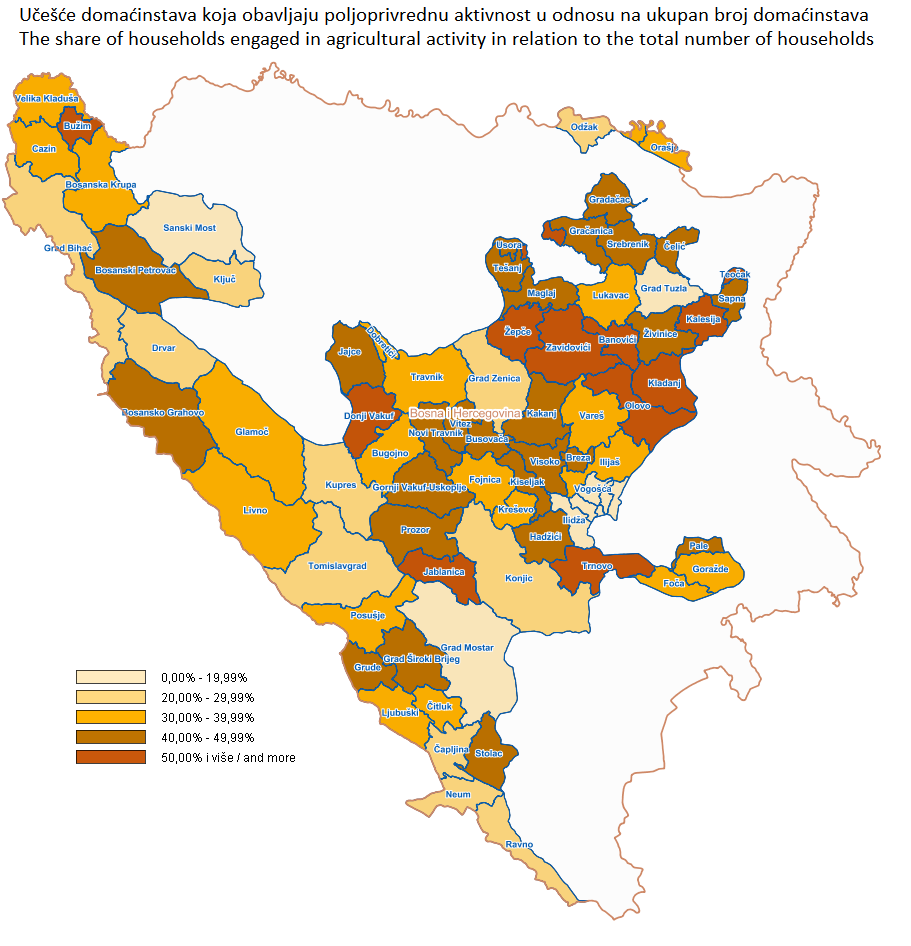 Učešće domaćinstava koja obavljaju poljoprivrednu aktivnost u odnosu na ukupan broj domaćinstava
The share of households engaged in agricultural activity in relation to the total number of households
Velika Kladuša
Bužim
Odžak
Cazin
Orašje
Bosanska Krupa
Gradačac
Sanski Most
Gračanica
Grad Bihać
Usora
Srebrenik
Čelić
Bosanski Petrovac
Tešanj
Teočak
Ključ
Grad Tuzla
Maglaj
Lukavac
Sapna
Kalesija
Žepče
Dobretići
Živinice
Drvar
Jajce
Zavidovići
Banovići
Travnik
Grad Zenica
Kladanj
Bosansko Grahovo
Donji Vakuf
Bosna i Hercegovina
Kakanj
Vareš
Olovo
Vitez
Glamoč
Novi Travnik
Busovača
Bugojno
Visoko
Breza
Ilijaš
Kupres
Gornji Vakuf-Uskoplje
Fojnica
Kiseljak
Vogošća
Livno
Kreševo
Ilidža
Prozor
Hadžići
Pale
Tomislavgrad
Jablanica
Konjic
Trnovo
Goražde
Foča
Posušje
Grad Mostar
Grude
Grad Široki Brijeg
0,00% - 19,99%
20,00% - 29,99%
Ljubuški
Čitluk
30,00% - 39,99%
40,00% - 49,99%
Čapljina
Stolac
50,00% i više / and more
Neum
Ravno